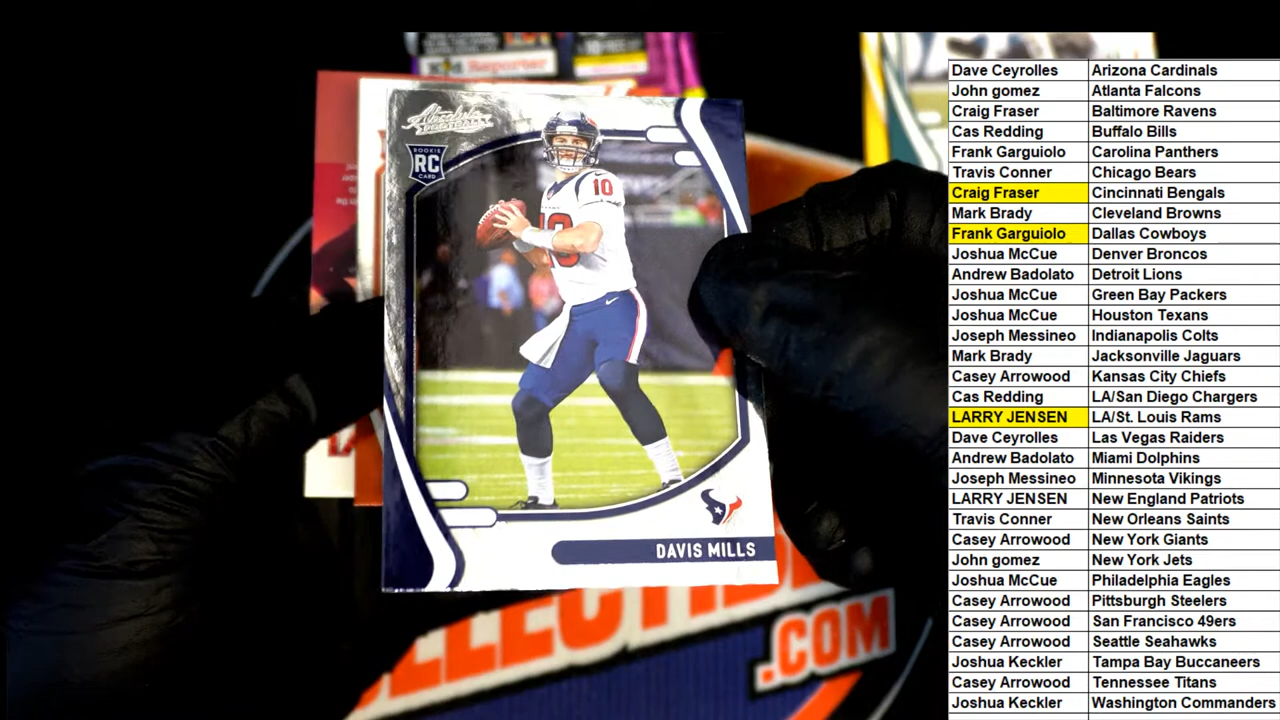 Reporter
Absolute
FOOTBALL
ROOKIE
RC
CARD
10
10
DAVIS MILLS
.COM
Dave Ceyrolles Arizona Cardinals
John gomez Atlanta Falcons
Craig Fraser Baltimore Ravens
Cas Redding Buffalo Bills
Frank Garguiolo Carolina Panthers
Travis Conner Chicago Bears
Craig Fraser Cincinnati Bengals
Mark Brady Cleveland Browns
Frank Garguiolo Dallas Cowboys
Joshua McCue Denver Broncos
Andrew Badolato Detroit Lions
Joshua McCue Green Bay Packers
Joshua McCue Houston Texans
Joseph Messineo Indianapolis Colts
Mark Brady Jacksonville Jaguars
Casey Arrowood Kansas City Chiefs
Cas Redding LA/San Diego Chargers
LARRY JENSEN LA/St. Louis Rams
Dave Ceyrolles Las Vegas Raiders
Andrew Badolato Miami Dolphins
Joseph Messineo Minnesota Vikings
LARRY JENSEN New England Patriots
Travis Conner New Orleans Saints
Casey Arrowood New York Giants
John gomez New York Jets
Joshua McCue Philadelphia Eagles
Casey Arrowood Pittsburgh Steelers
Casey Arrowood San Francisco 49ers
Casey Arrowood Seattle Seahawks
Joshua Keckler Tampa Bay Buccaneers
Casey Arrowood Tennessee Titans
Joshua Keckler Washington Commanders